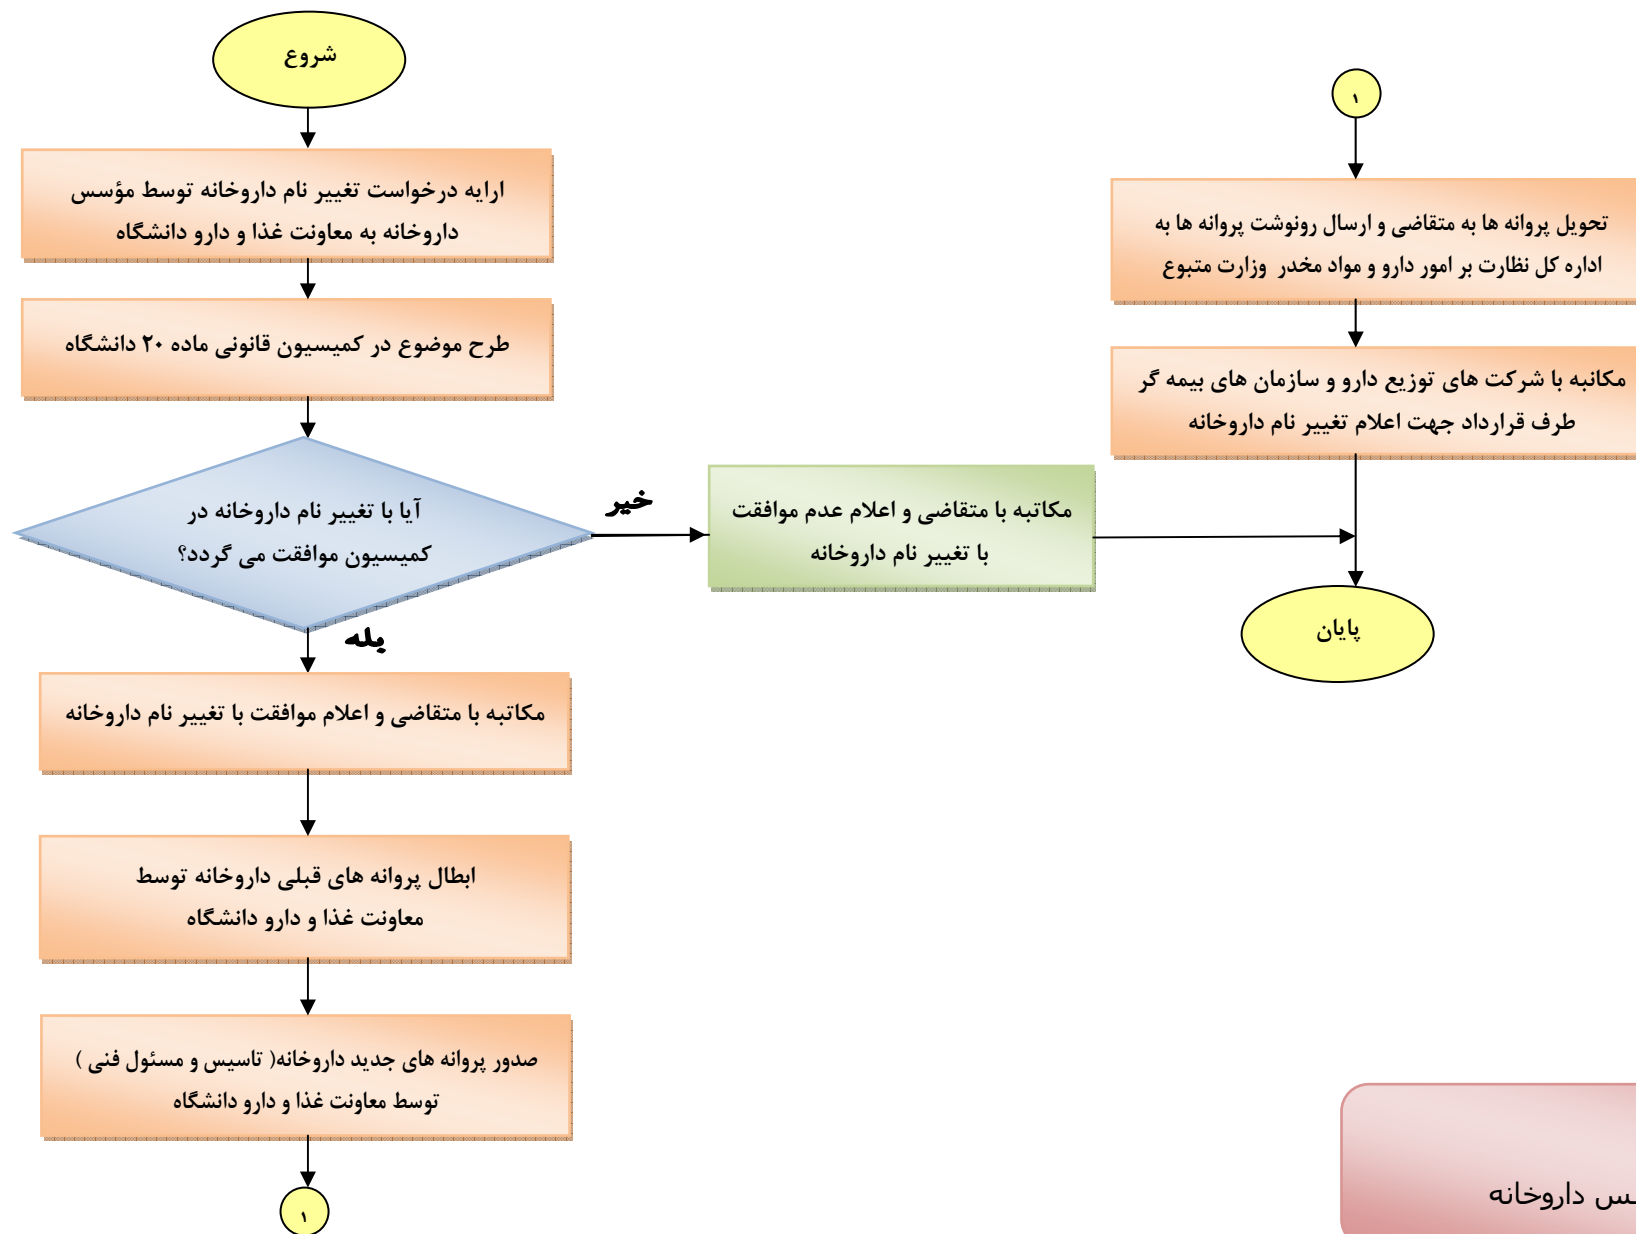 شروع
ارایه درخواست تغییر نام داروخانه توسط مؤسس
داروخانه به معاونت غذا و دارو دانشگاه
طرح موضوع در کمیسیون قانونی ماده ۲۰ دانشگاه
آیا با تغییر نام داروخانه در
کمیسیون موافقت می گردد؟
خیر
مکاتبه با متقاضی و اعلام عدم موافقت
با تغییر نام داروخانه
بله
مکاتبه با متقاضی و اعلام موافقت با تغییر نام داروخانه
ابطال پروانه های قبلی داروخانه توسط
معاونت غذا و دارو دانشگاه
صدور پروانه های جدید داروخانه( تاسیس و مسئول فنی )
توسط معاونت غذا و دارو دانشگاه
۱
۱
تحویل پروانه ها به متقاضی و ارسال رونوشت پروانه ها به
اداره کل نظارت بر امور دارو و مواد مخدر وزارت متبوع
مکانبه با شرکت های توزیع دارو و سازمان های بیمه گر
طرف قرارداد جهت اعلام تغییر نام داروخانه
پایان
داروخانه